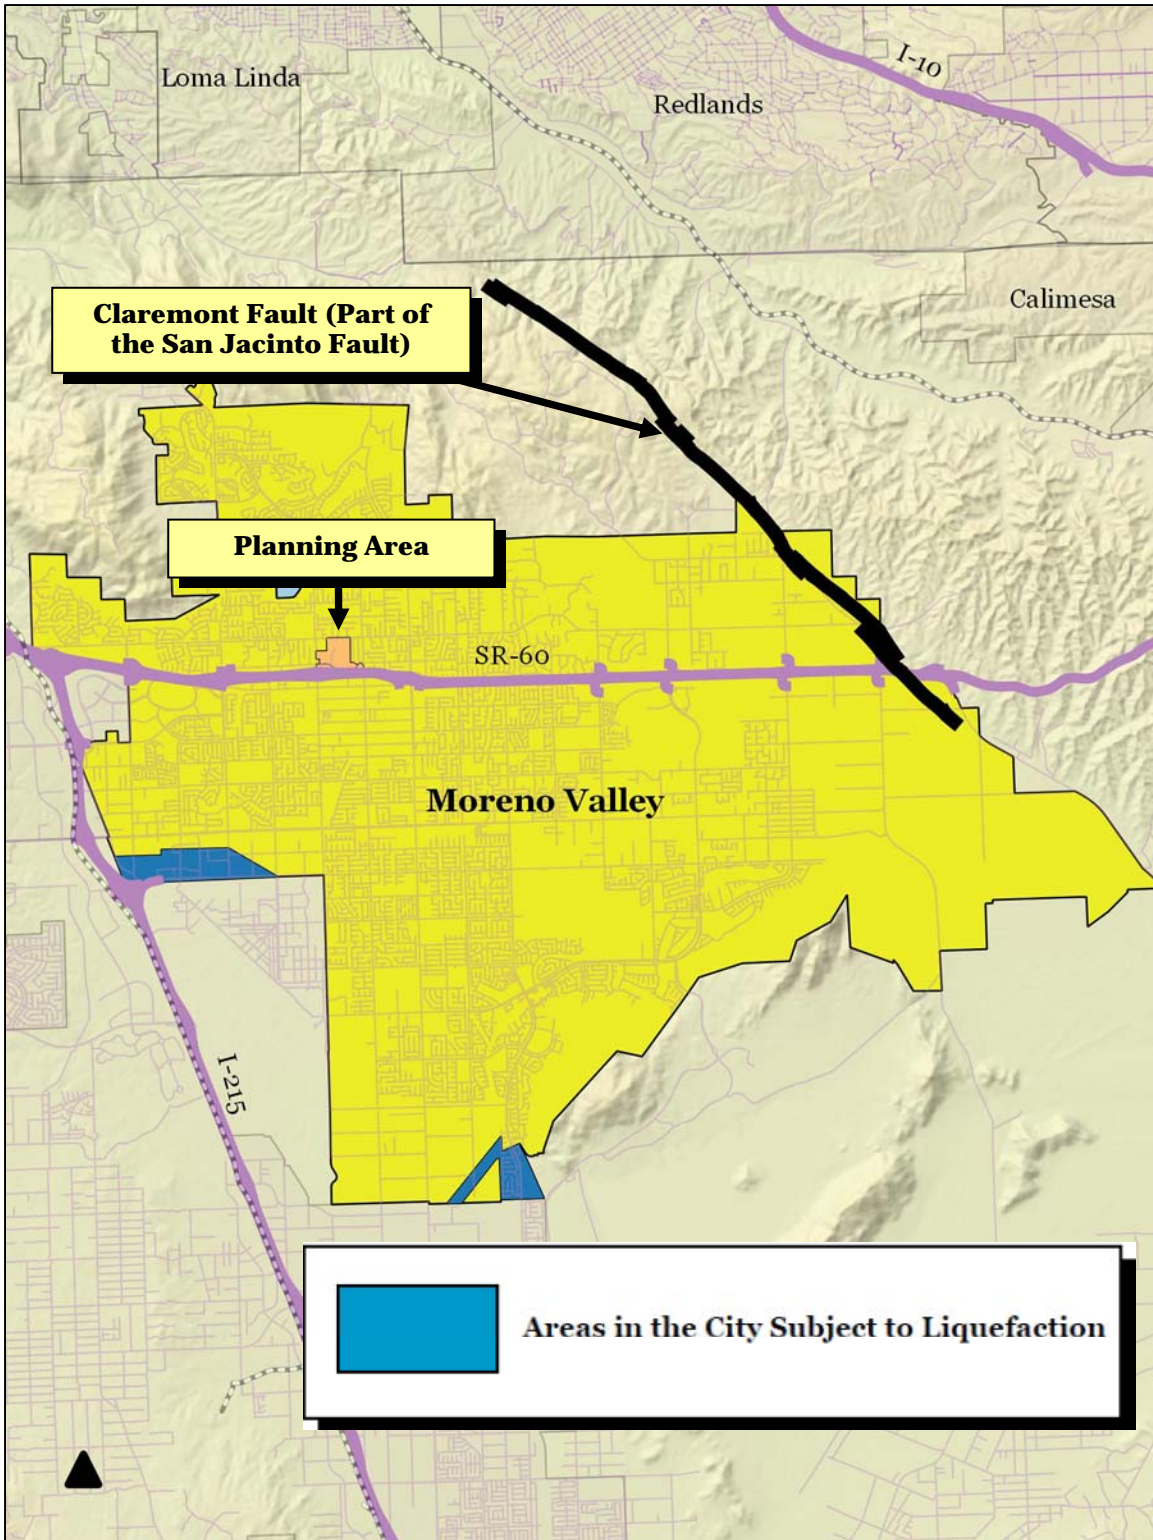 I-10
Loma Linda
Redlands
Claremont Fault (Part of
the San Jacinto Fault)
Calimesa
Planning Area
SR-60
Moreno Valley
I-215
Areas in the City Subject to Liquefaction